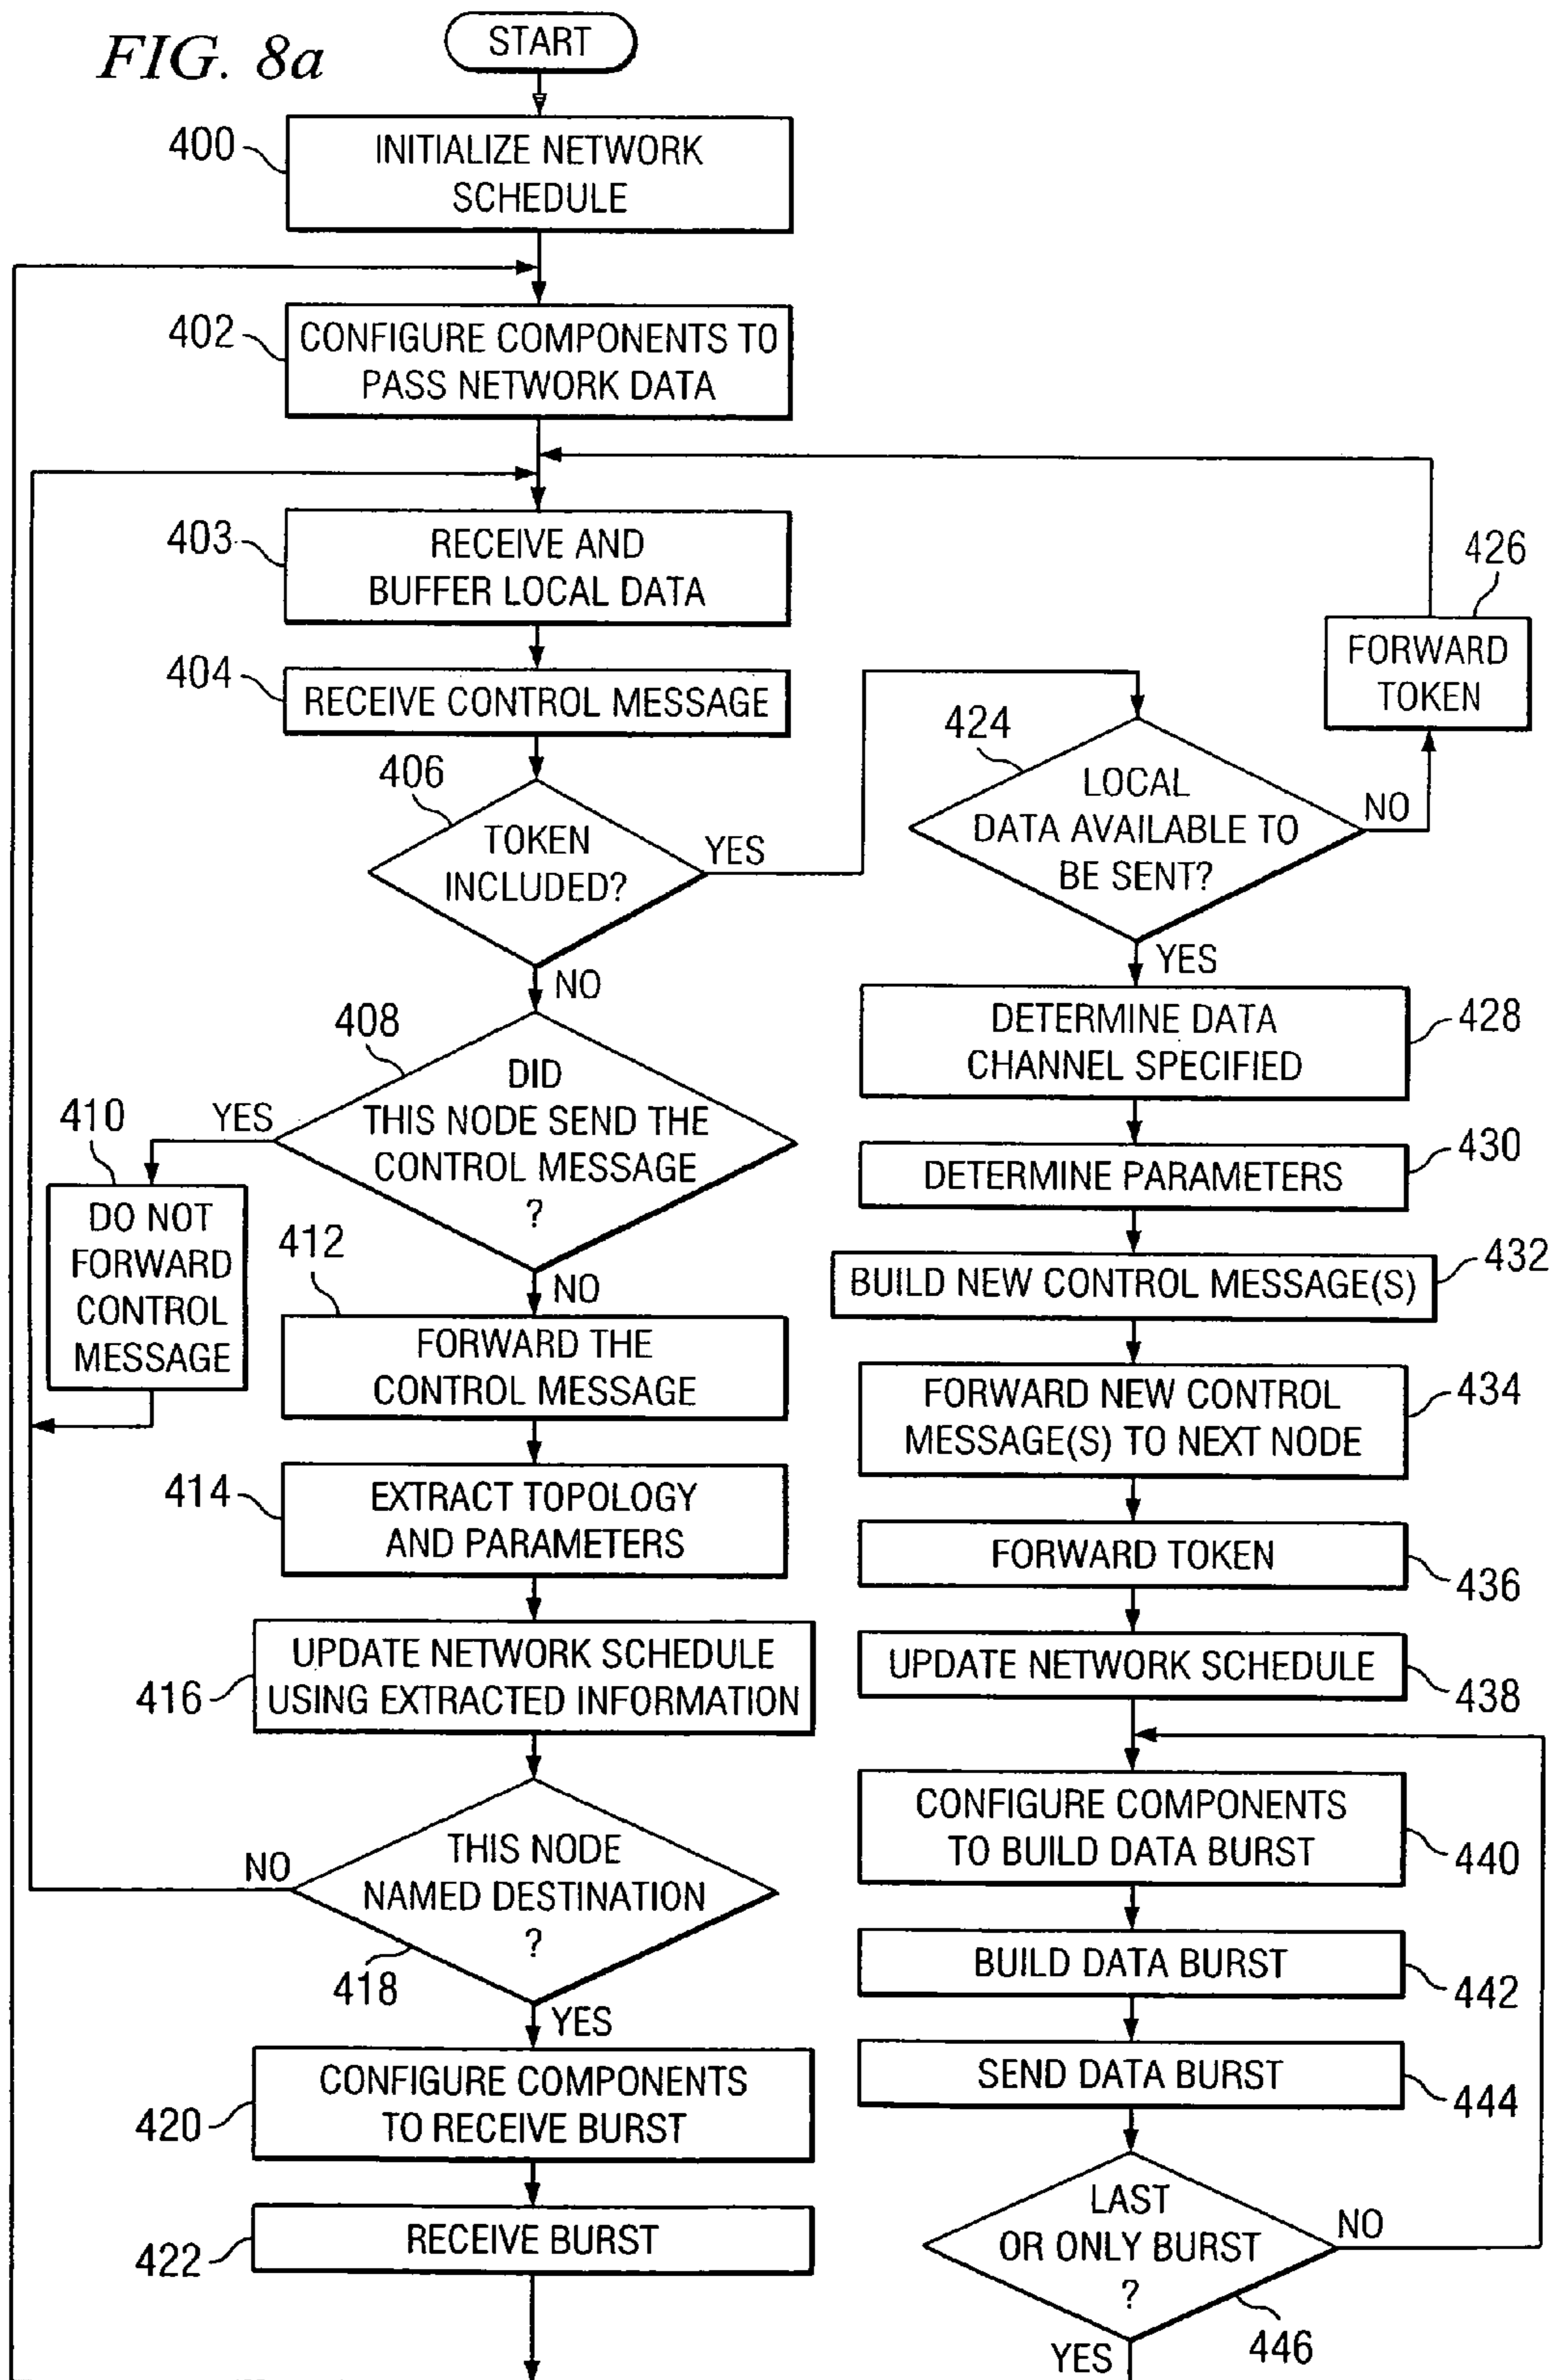 FIG. 8a
START
400
INITIALIZE NETWORK
SCHEDULE
402
CONFIGURE COMPONENTS TO
PASS NETWORK DATA
403
RECEIVE AND
BUFFER LOCAL DATA
404
RECEIVE CONTROL MESSAGE
406
TOKEN
INCLUDED?
YES
NO
408
DID
THIS NODE SEND THE
CONTROL MESSAGE
?
YES
NO
410
DO NOT
FORWARD
CONTROL
MESSAGE
412
FORWARD THE
CONTROL MESSAGE
414
EXTRACT TOPOLOGY
AND PARAMETERS
416
UPDATE NETWORK SCHEDULE
USING EXTRACTED INFORMATION
418
THIS NODE
NAMED DESTINATION
?
NO
YES
420
CONFIGURE COMPONENTS
TO RECEIVE BURST
422
RECEIVE BURST
424
LOCAL
DATA AVAILABLE TO
BE SENT?
NO
YES
426
FORWARD
TOKEN
428
DETERMINE DATA
CHANNEL SPECIFIED
430
DETERMINE PARAMETERS
432
BUILD NEW CONTROL MESSAGE(S)
434
FORWARD NEW CONTROL
MESSAGE(S) TO NEXT NODE
436
FORWARD TOKEN
438
UPDATE NETWORK SCHEDULE
440
CONFIGURE COMPONENTS
TO BUILD DATA BURST
442
BUILD DATA BURST
444
SEND DATA BURST
446
LAST
OR ONLY BURST
?
NO
YES